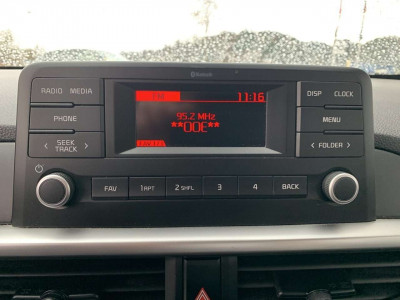 Bluetooth
RADIO MEDIA
11:16
DISP CLOCK
PHONE
95.2 MHz
MENU
SEEK
TRACK
< FOLDER >
FAV 1 RPT 2 SHFL 3 4 BACK